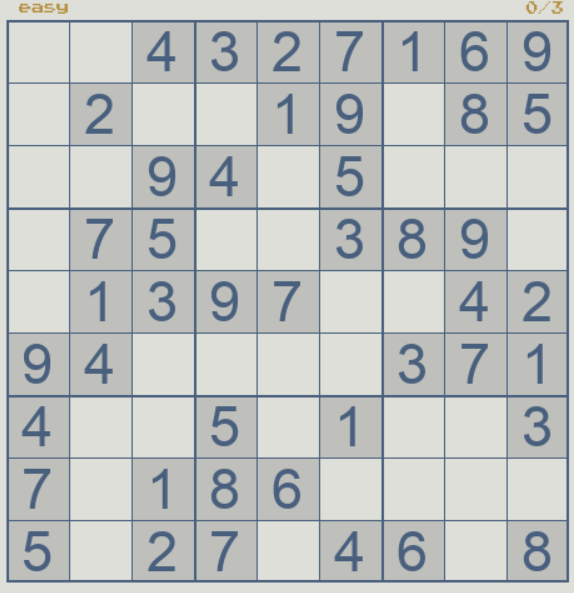 easy 0/3
4 3 2 7 1 6 9
2 1 9 8 5
9 4 5
7 5 3 8 9
1 3 9 7 4 2
9 4 3 7 1
4 5 1 3
7 1 8 6
5 2 7 4 6 8